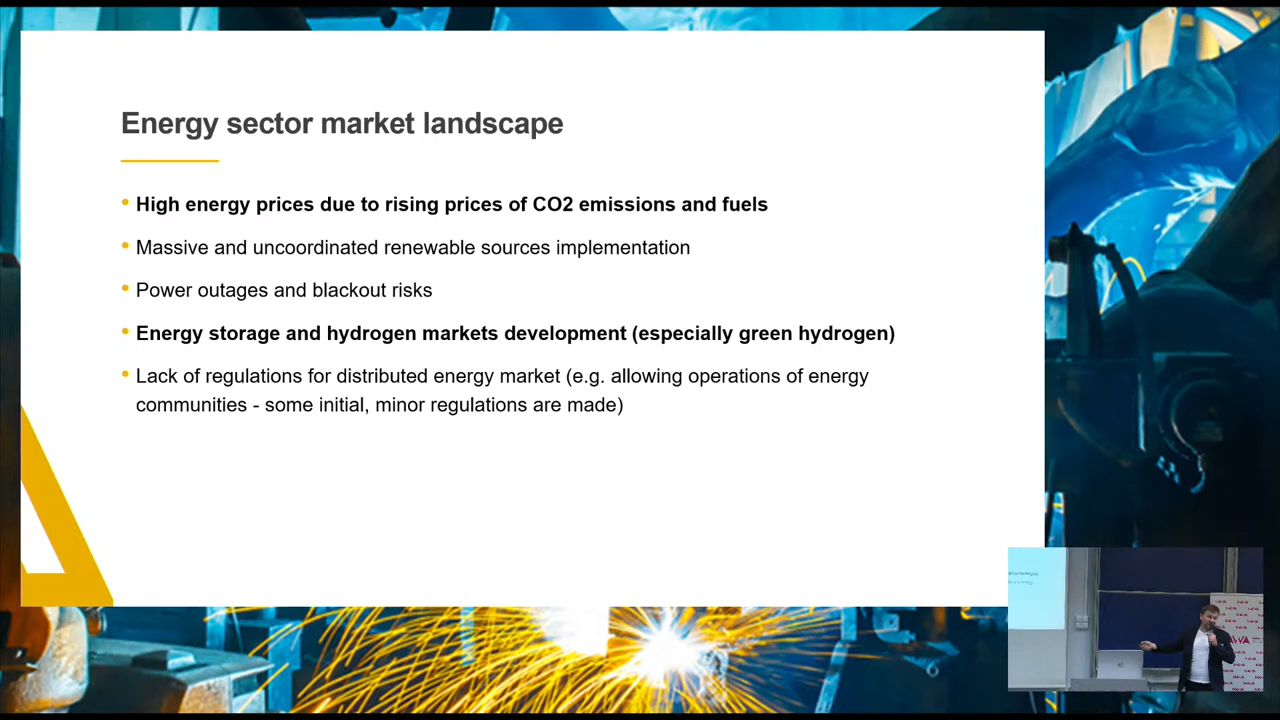 Energy sector market landscape
• High energy prices due to rising prices of CO2 emissions and fuels
• Massive and uncoordinated renewable sources implementation
• Power outages and blackout risks
• Energy storage and hydrogen markets development (especially green hydrogen)
• Lack of regulations for distributed energy market (e.g. allowing operations of energy
communities - some initial, minor regulations are made)